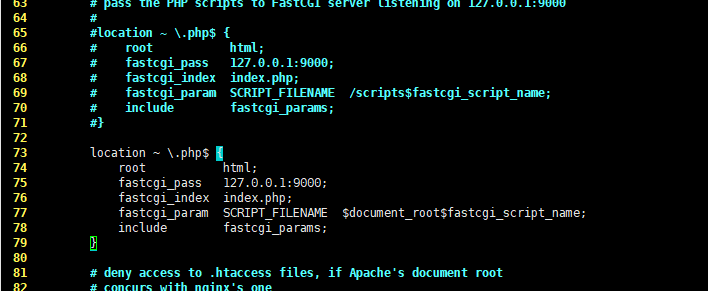 63         # pass the PHP scripts to FastCGI server listening on 127.0.0.1:9000
64         #
65         #location ~ \.php$ {
66         #    root           html;
67         #    fastcgi_pass   127.0.0.1:9000;
68         #    fastcgi_index  index.php;
69         #    fastcgi_param  SCRIPT_FILENAME  /scripts$fastcgi_script_name;
70         #    include        fastcgi_params;
71         #}
72
73         location ~ \.php$ {
74             root           html;
75             fastcgi_pass   127.0.0.1:9000;
76             fastcgi_index  index.php;
77             fastcgi_param  SCRIPT_FILENAME  $document_root$fastcgi_script_name;
78             include        fastcgi_params;
79         }
80
81         # deny access to .htaccess files, if Apache's document root
82         # concurs with nginx's one